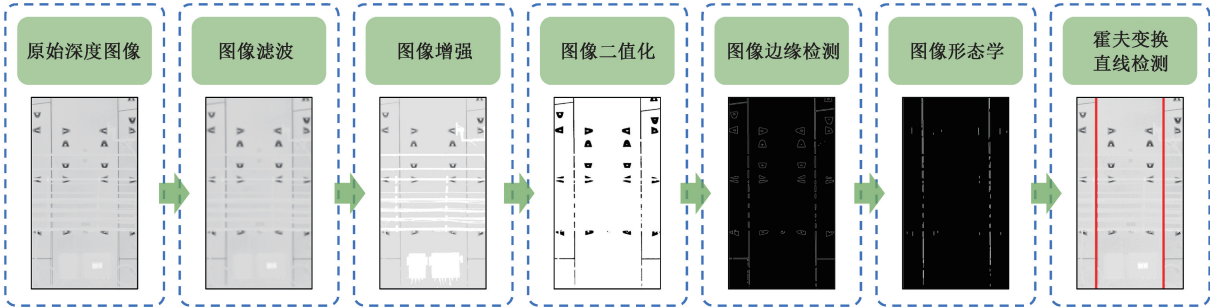 原始深度图像
图像滤波
图像增强
图像二值化
图像边缘检测
图像形态学
霍夫变换
直线检测